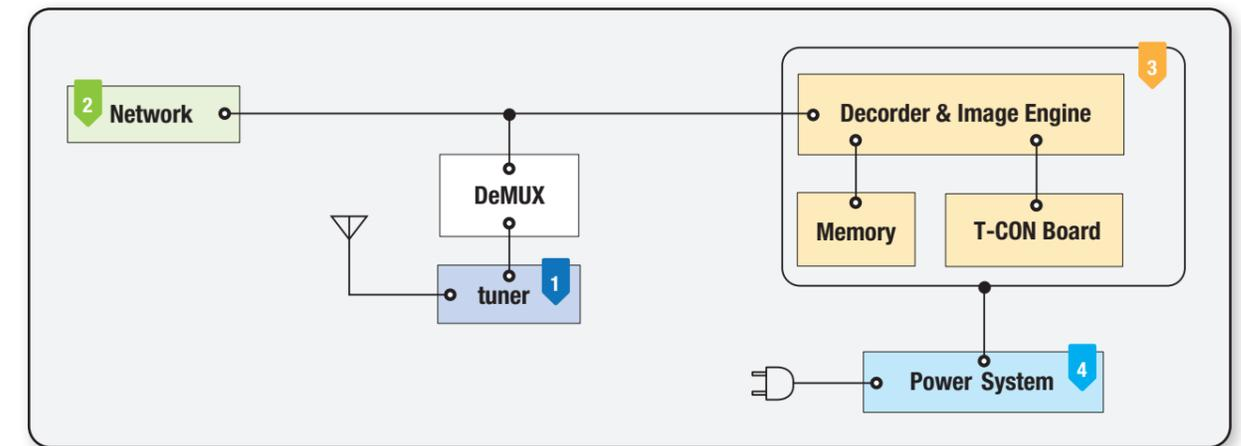 3
2
Network
Decorder & Image Engine
DeMUX
Memory
T-CON Board
1
tuner
4
Power System